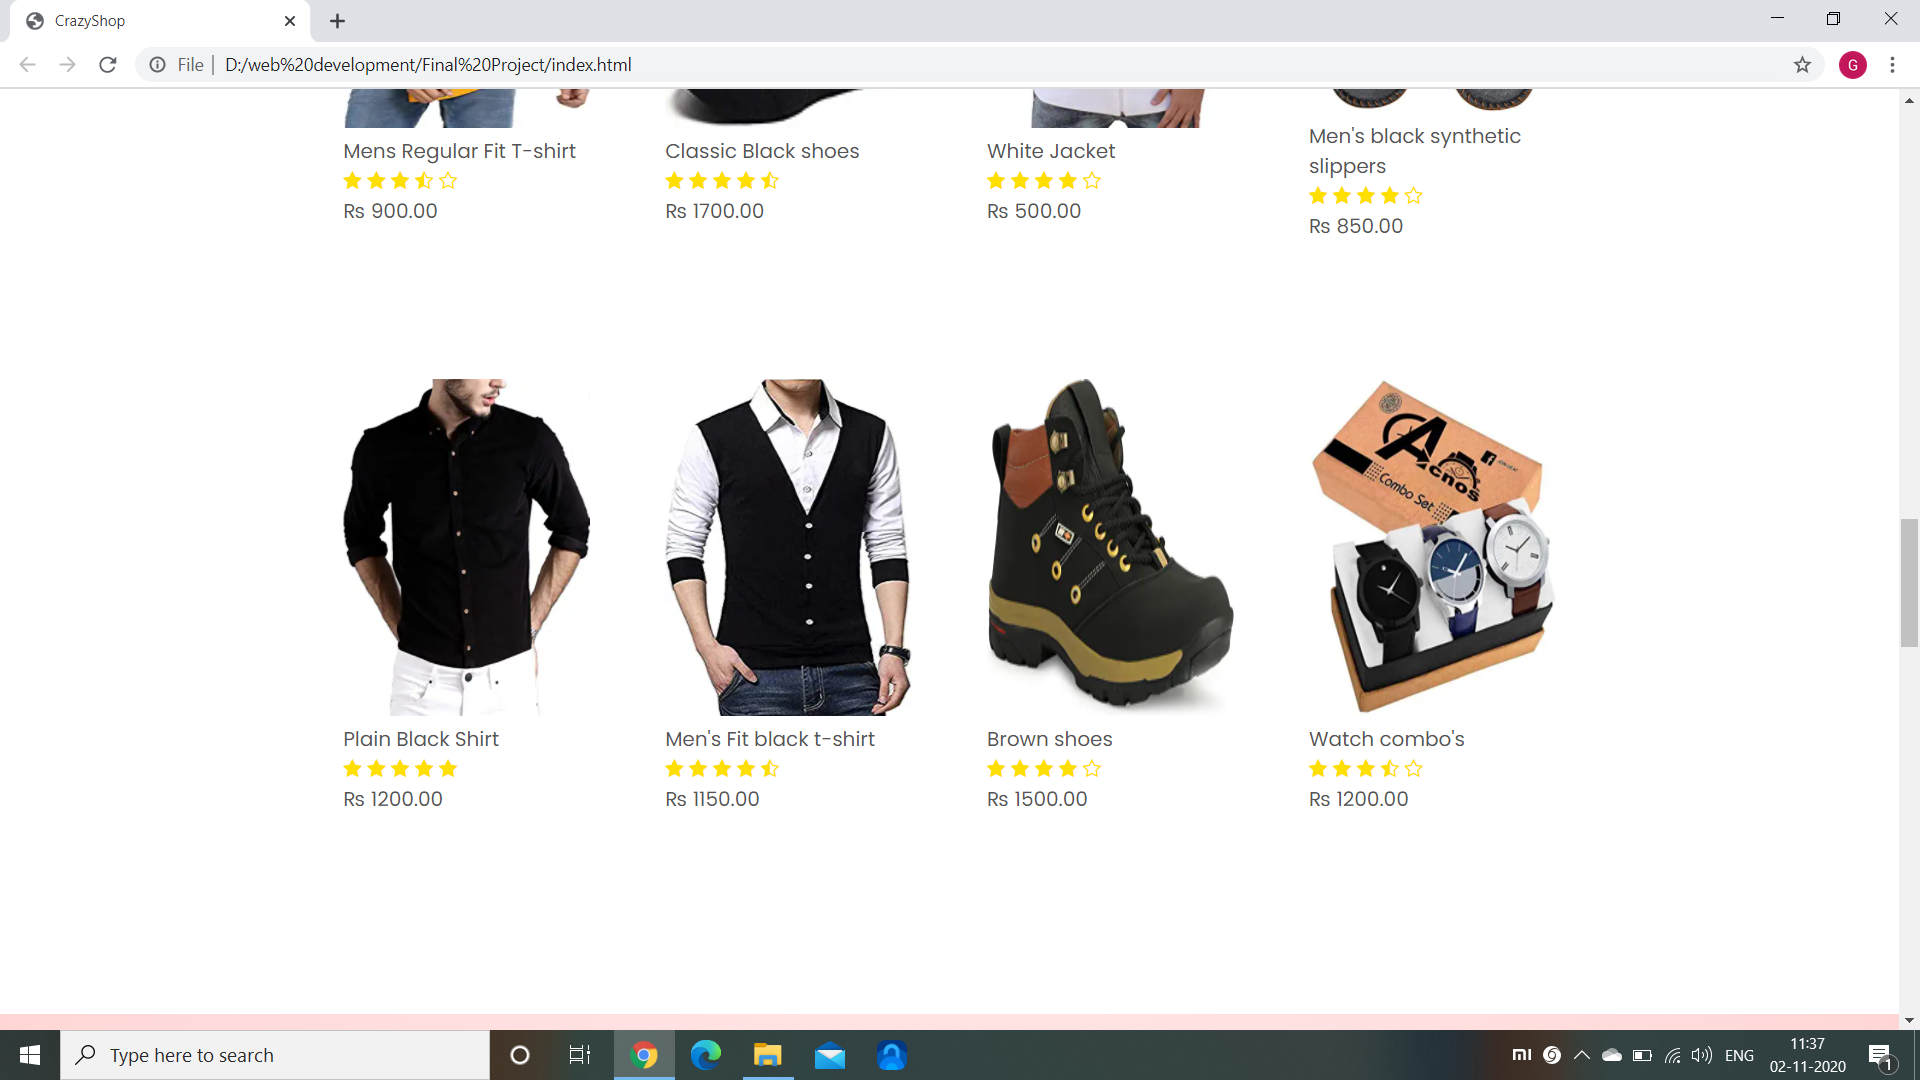 CrazyShop
File
D:/web%20development/Final%20Project/index.html
G
Mens Regular Fit T-shirt
Rs 900.00
Classic Black shoes
Rs 1700.00
White Jacket
Rs 500.00
Men's black synthetic
slippers
Rs 850.00
Acnos
Combo Set
Plain Black Shirt
Rs 1200.00
Men's Fit black t-shirt
Rs 1150.00
Brown shoes
Rs 1500.00
Watch combo's
Rs 1200.00
Type here to search
ENG
11:37
02-11-2020
1